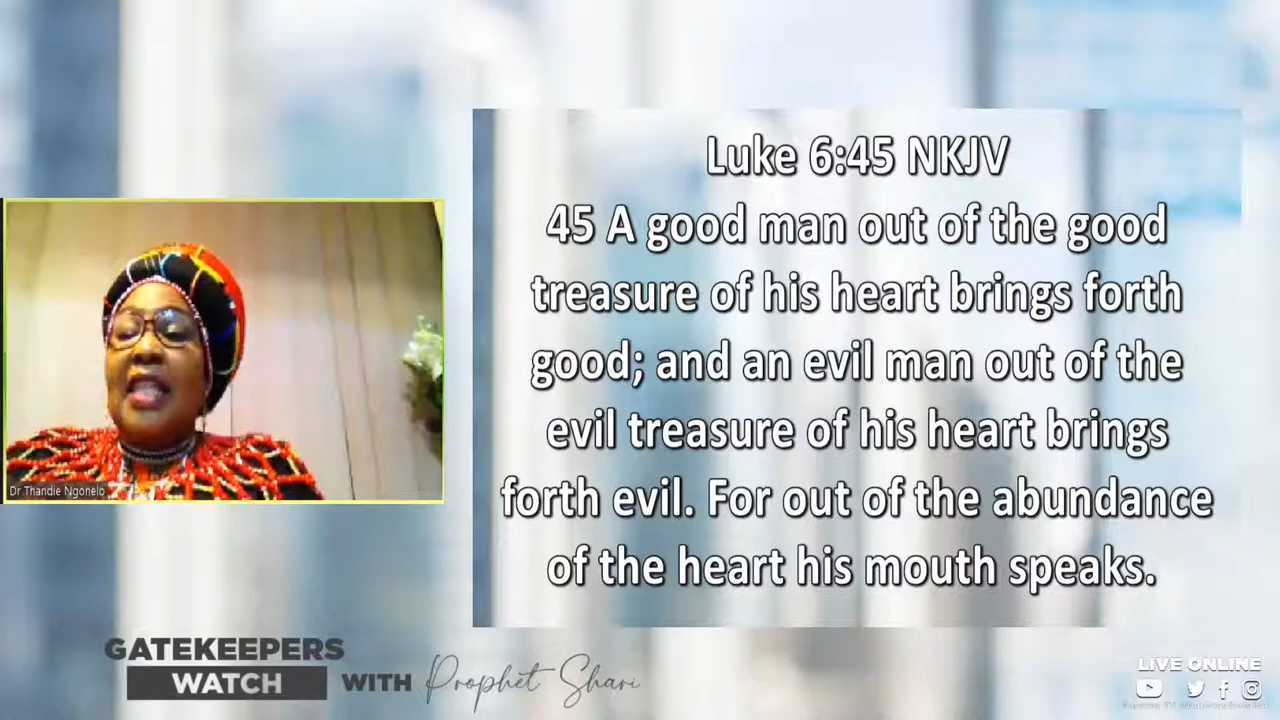 Luke 6:45 NKJV
45 A good man out of the good
treasure of his heart brings forth
good; and an evil man out of the
evil treasure of his heart brings
forth evil. For out of the abundance
of the heart his mouth speaks.
Dr Thandie Ngonelo
GATEKEEPERS
WATCH WITH Prophet Shari
LIVE ONLINE